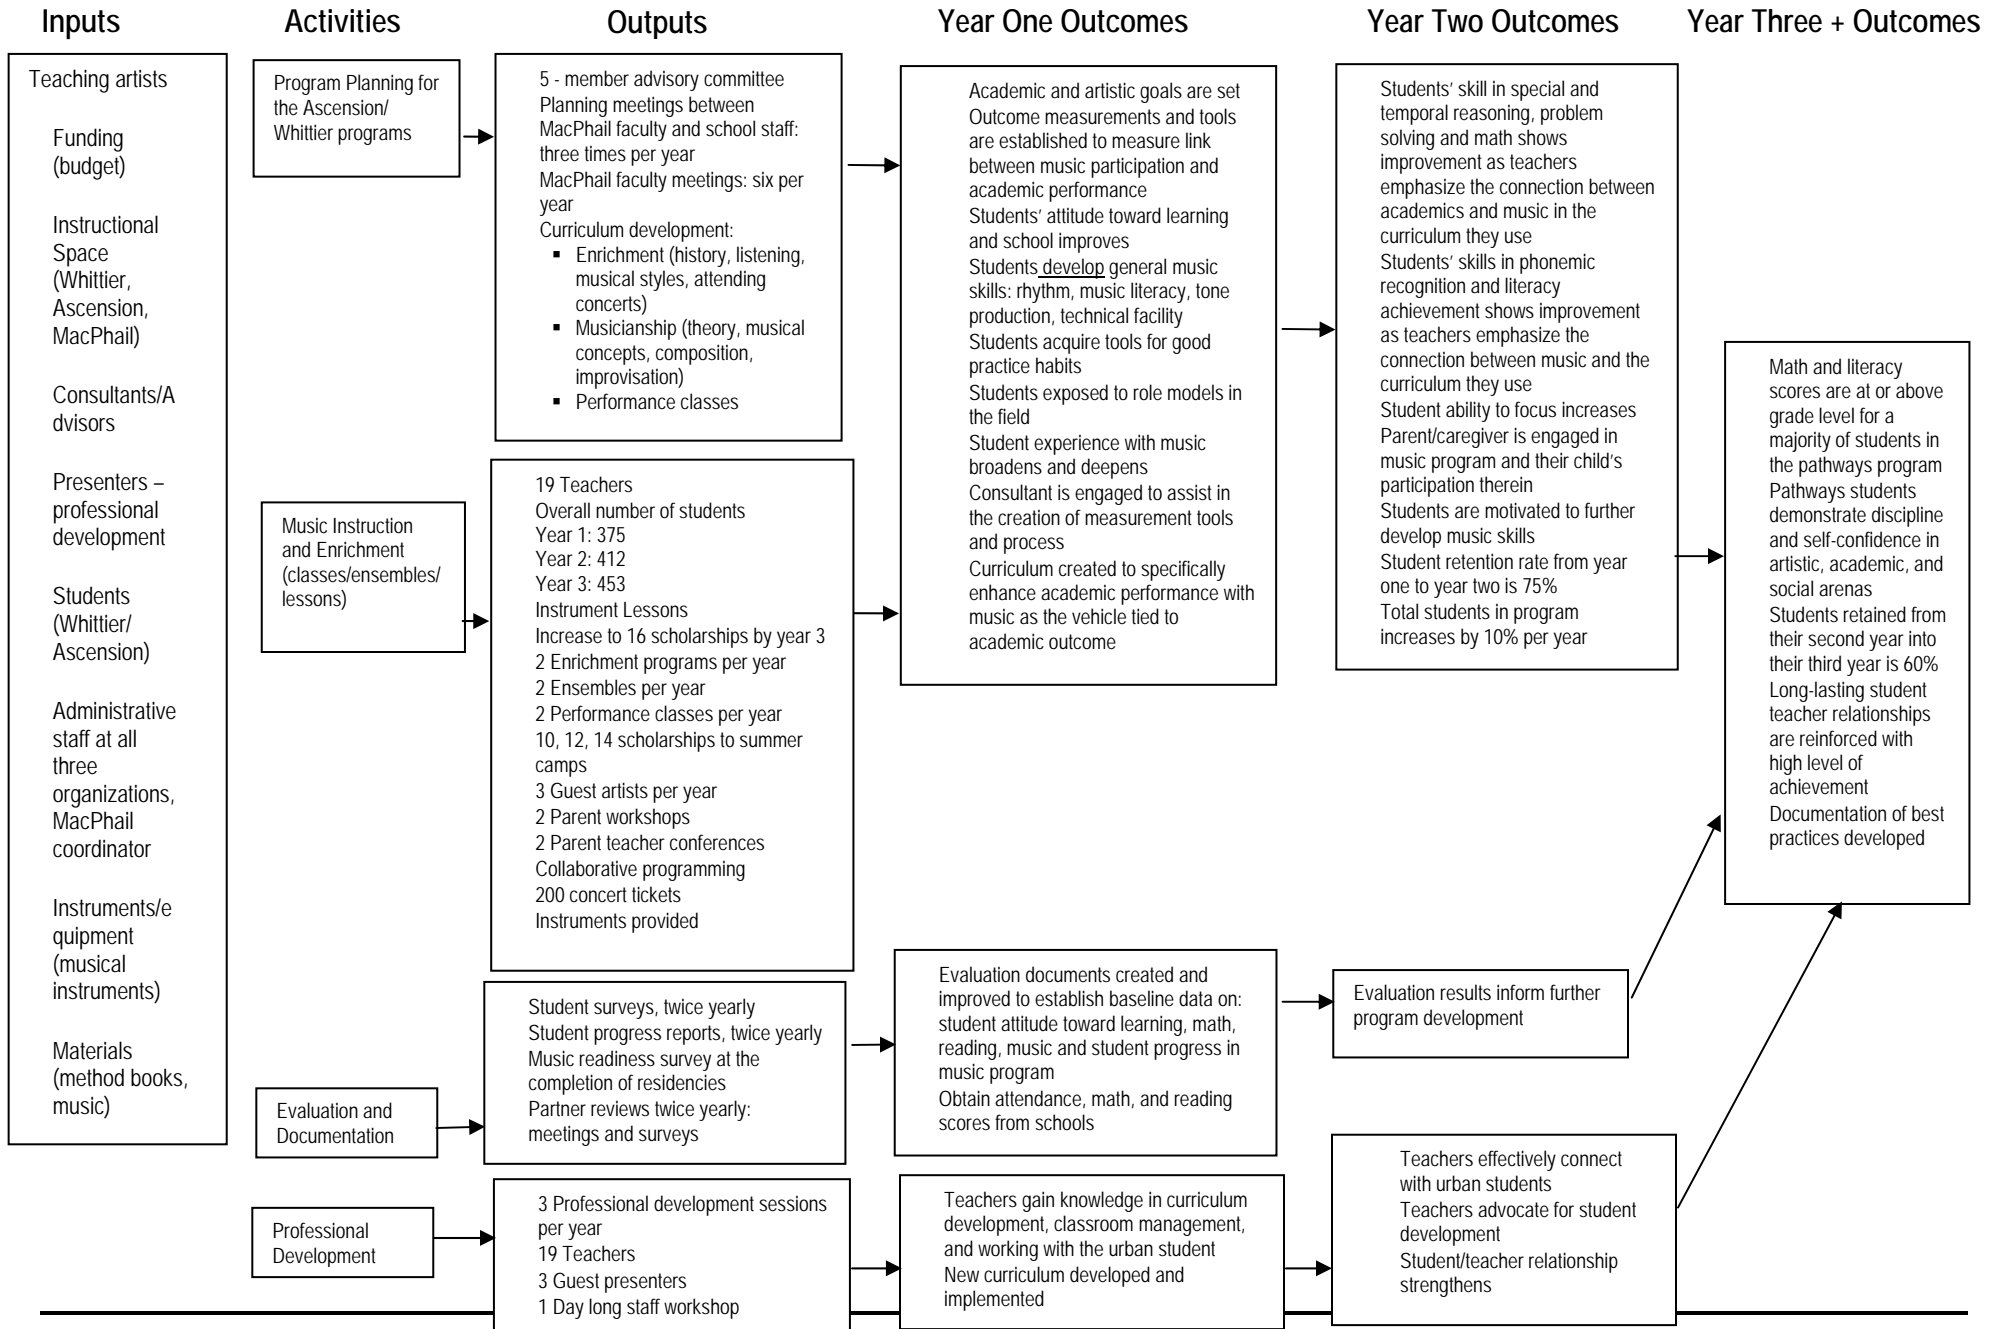 Inputs
Activities
Outputs
Year One Outcomes
Year Two Outcomes
Year Three + Outcomes
Teaching artists
Funding
(budget)
Instructional
Space
(Whittier,
Ascension,
MacPhail)
Consultants/A
dvisors
Presenters –
professional
development
Students
(Whittier/
Ascension)
Administrative
staff at all
three
organizations,
MacPhail
coordinator
Instruments/e
quipment
(musical
instruments)
Materials
(method books,
music)
Program Planning for
the Ascension/
Whittier programs
5 - member advisory committee
Planning meetings between
MacPhail faculty and school staff:
three times per year
MacPhail faculty meetings: six per
year
Curriculum development:
▪ Enrichment (history, listening,
musical styles, attending
concerts)
▪ Musicianship (theory, musical
concepts, composition,
improvisation)
▪ Performance classes
Academic and artistic goals are set
Outcome measurements and tools
are established to measure link
between music participation and
academic performance
Students' attitude toward learning
and school improves
Students develop general music
skills: rhythm, music literacy, tone
production, technical facility
Students acquire tools for good
practice habits
Students exposed to role models in
the field
Student experience with music
broadens and deepens
Consultant is engaged to assist in
the creation of measurement tools
and process
Curriculum created to specifically
enhance academic performance with
music as the vehicle tied to
academic outcome
Students' skill in special and
temporal reasoning, problem
solving and math shows
improvement as teachers
emphasize the connection between
academics and music in the
curriculum they use
Students' skills in phonemic
recognition and literacy
achievement shows improvement
as teachers emphasize the
connection between music and the
curriculum they use
Student ability to focus increases
Parent/caregiver is engaged in
music program and their child's
participation therein
Students are motivated to further
develop music skills
Student retention rate from year
one to year two is 75%
Total students in program
increases by 10% per year
Math and literacy
scores are at or above
grade level for a
majority of students in
the pathways program
Pathways students
demonstrate discipline
and self-confidence in
artistic, academic, and
social arenas
Students retained from
their second year into
their third year is 60%
Long-lasting student
teacher relationships
are reinforced with
high level of
achievement
Documentation of best
practices developed
Music Instruction
and Enrichment
(classes/ensembles/
lessons)
19 Teachers
Overall number of students
Year 1: 375
Year 2: 412
Year 3: 453
Instrument Lessons
Increase to 16 scholarships by year 3
2 Enrichment programs per year
2 Ensembles per year
2 Performance classes per year
10, 12, 14 scholarships to summer
camps
3 Guest artists per year
2 Parent workshops
2 Parent teacher conferences
Collaborative programming
200 concert tickets
Instruments provided
Evaluation and
Documentation
Student surveys, twice yearly
Student progress reports, twice yearly
Music readiness survey at the
completion of residencies
Partner reviews twice yearly:
meetings and surveys
Evaluation documents created and
improved to establish baseline data on:
student attitude toward learning, math,
reading, music and student progress in
music program
Obtain attendance, math, and reading
scores from schools
Evaluation results inform further
program development
Professional
Development
3 Professional development sessions
per year
19 Teachers
3 Guest presenters
1 Day long staff workshop
Teachers gain knowledge in curriculum
development, classroom management,
and working with the urban student
New curriculum developed and
implemented
Teachers effectively connect
with urban students
Teachers advocate for student
development
Student/teacher relationship
strengthens